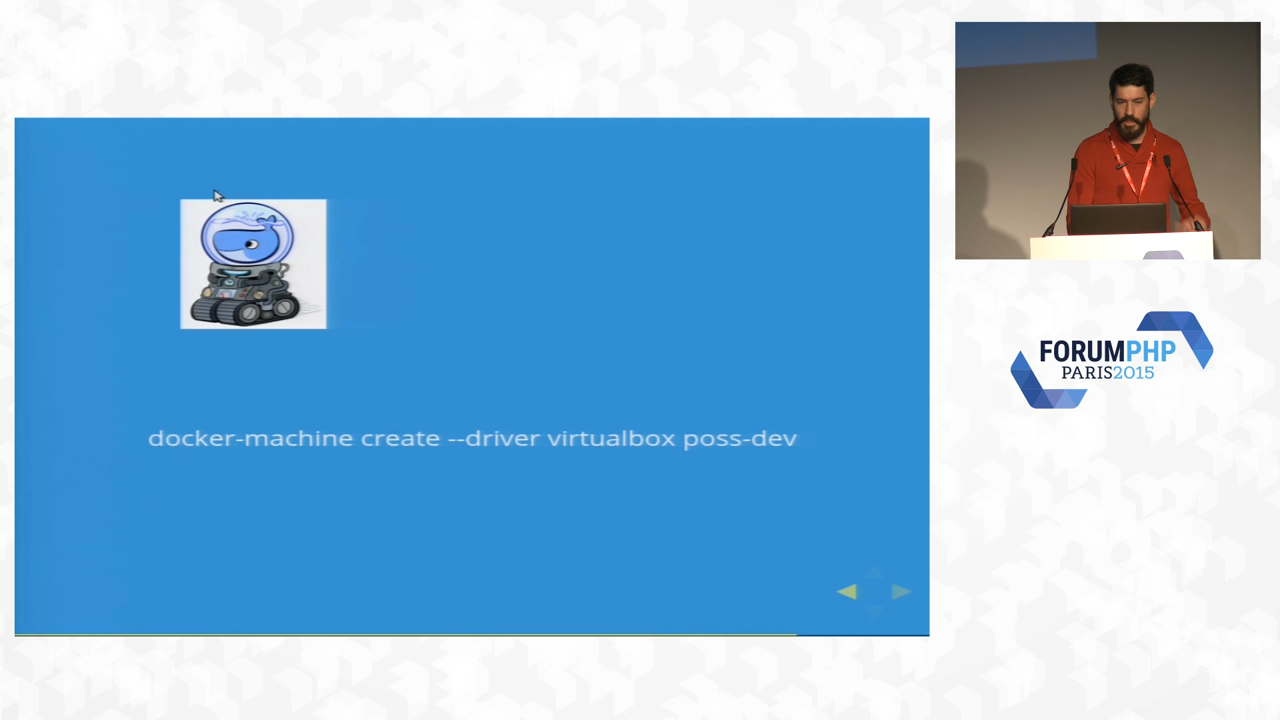 docker-machine create --driver virtualbox poss-dev
FORUMPHP
PARIS2015